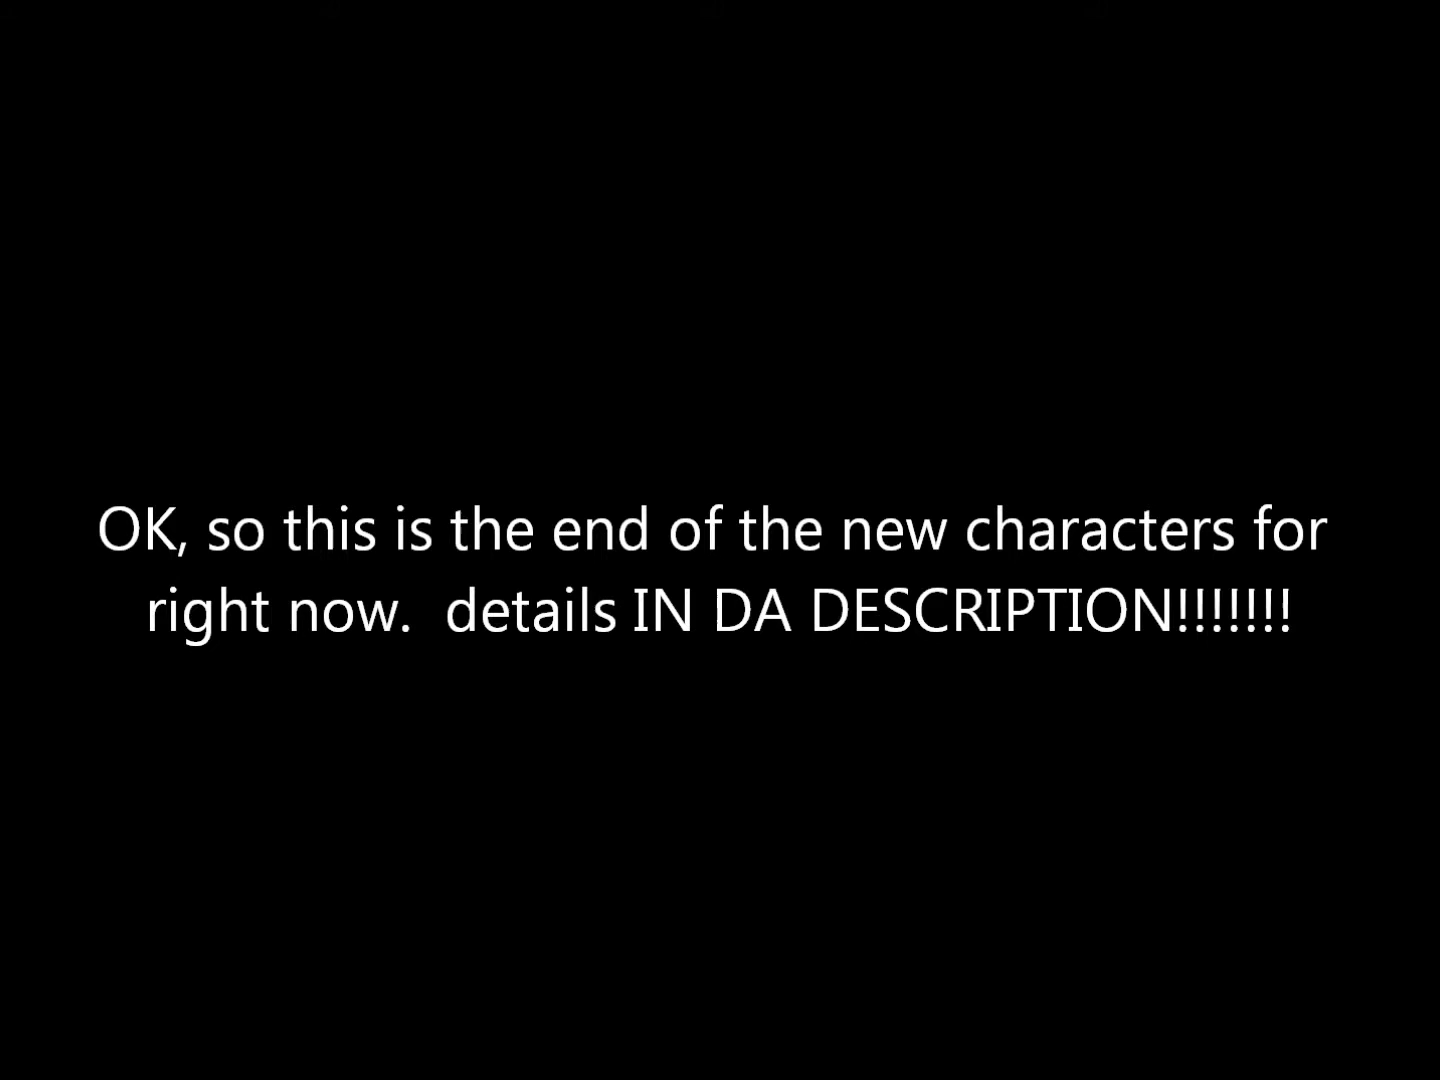 OK, so this is the end of the new characters for
right now.  details IN DA DESCRIPTION!!!!!!!